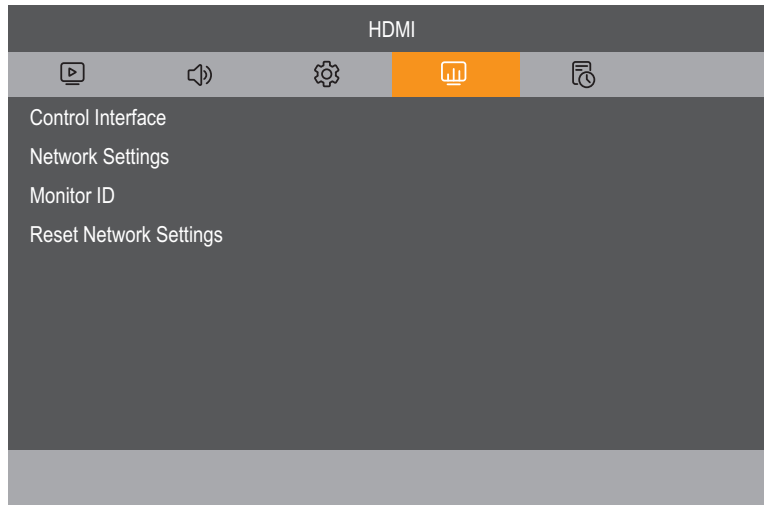 HDMI
Control Interface
Network Settings
Monitor ID
Reset Network Settings